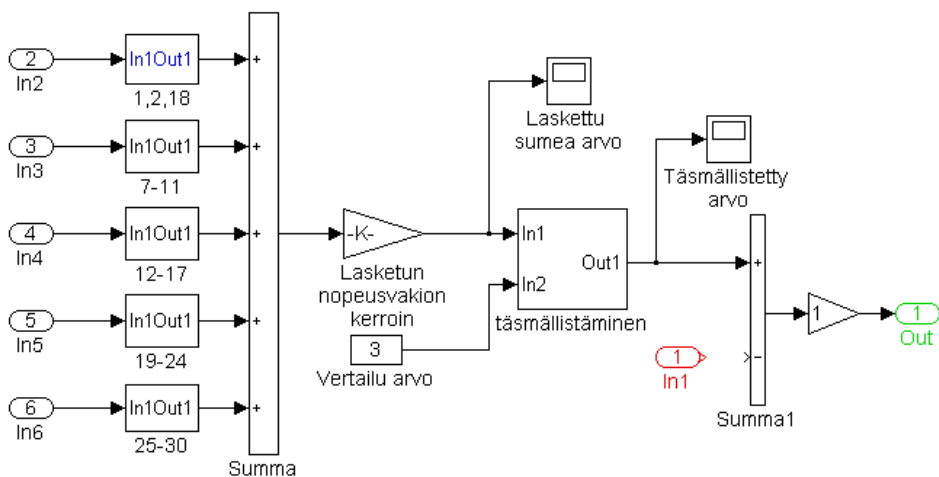 2
In2
In1Out1
1,2,18
+
3
In3
In1Out1
7-11
+
4
In4
In1Out1
12-17
+
5
In5
In1Out1
19-24
+
6
In6
In1Out1
25-30
+
Summa
-K-
Lasketun
nopeusvakion
kerroin
3
Vertailu arvo
Laskettu
sumea arvo
In1
In2
Out1
täsmällistäminen
Täsmällistetty
arvo
+
-
1
In1
Summa1
1
1
Out